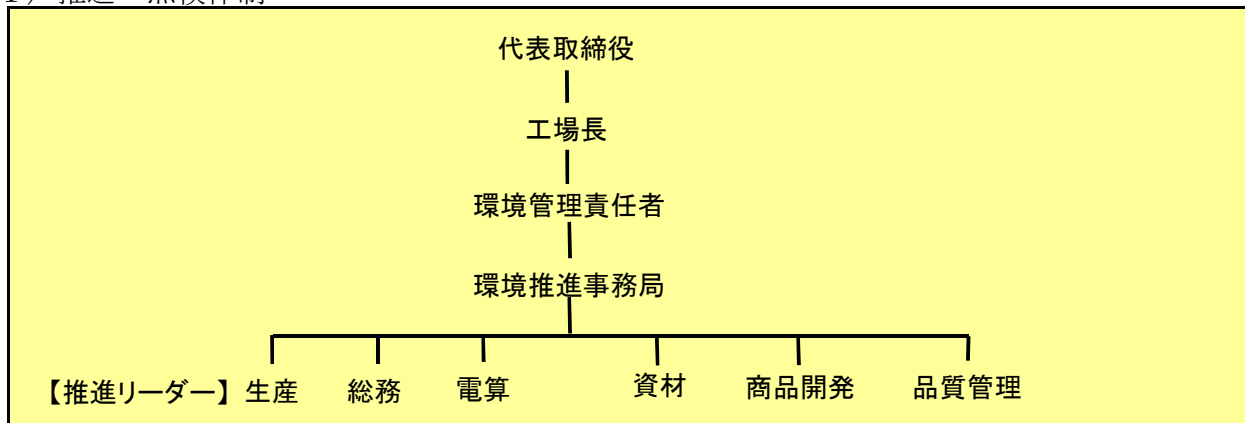 代表取締役
工場長
環境管理責任者
環境推進事務局
【推進リーダー】 生産 総務 電算 資材 商品開発 品質管理